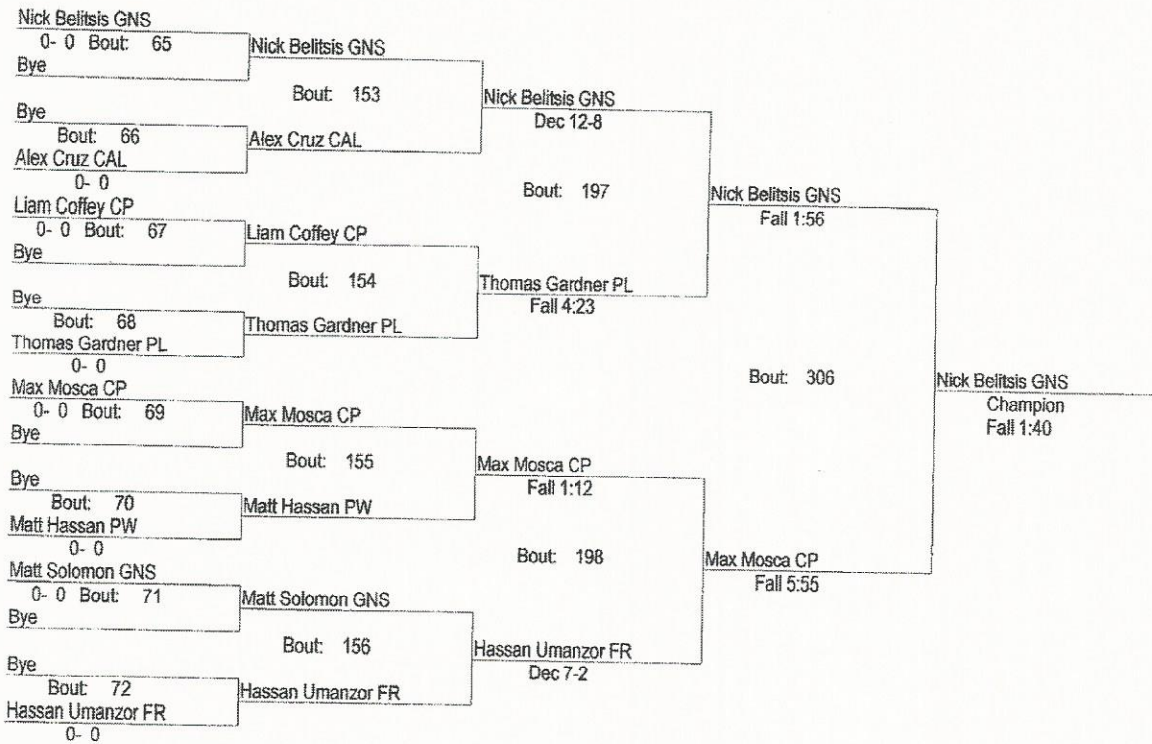 Nick Belitsis GNS
0- 0 Bout: 65
Bye
Bye
Bout: 66
Alex Cruz CAL
0- 0
Liam Coffey CP
0- 0 Bout: 67
Bye
Bye
Bout: 68
Thomas Gardner PL
0- 0
Max Mosca CP
0- 0 Bout: 69
Bye
Bye
Bout: 70
Matt Hassan PW
0- 0
Matt Solomon GNS
0- 0 Bout: 71
Bye
Bye
Bout: 72
Hassan Umanzor FR
0- 0
Nick Belitsis GNS
Bout: 153
Alex Cruz CAL
Liam Coffey CP
Bout: 154
Thomas Gardner PL
Max Mosca CP
Bout: 155
Matt Hassan PW
Matt Solomon GNS
Bout: 156
Hassan Umanzor FR
Nick Belitsis GNS
Dec 12-8
Bout: 197
Thomas Gardner PL
Fall 4:23
Max Mosca CP
Fall 1:12
Bout: 198
Hassan Umanzor FR
Dec 7-2
Nick Belitsis GNS
Fall 1:56
Bout: 306
Max Mosca CP
Fall 5:55
Nick Belitsis GNS
Champion
Fall 1:40